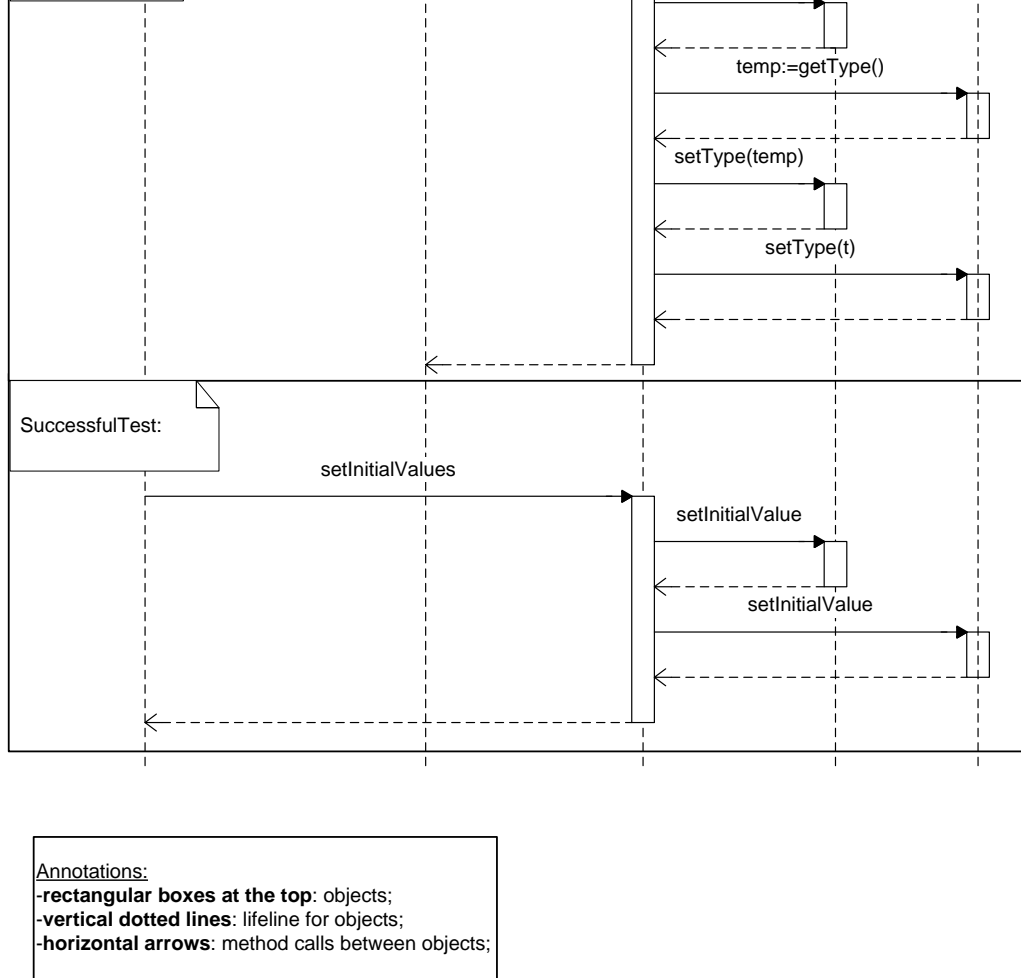 temp:=getType()
setType(temp)
setType(t)
SuccessfulTest:
setInitialValues
setInitialValue
setInitialValue
Annotations:
-rectangular boxes at the top: objects;
-vertical dotted lines: lifeline for objects;
-horizontal arrows: method calls between objects;